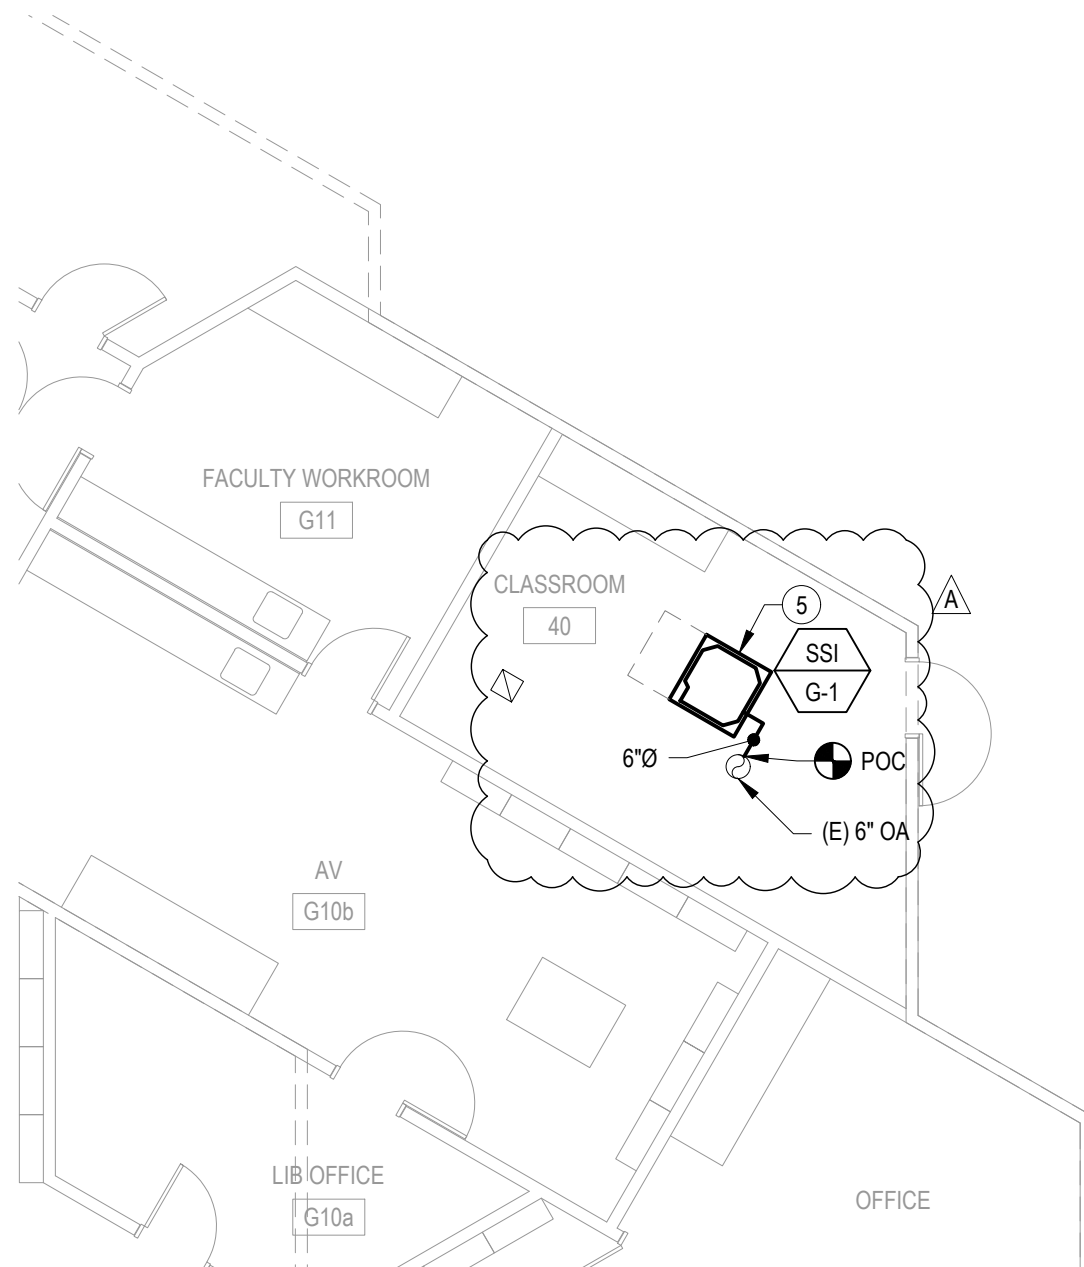 FACULTY WORKROOM
G11
CLASSROOM
40
5
A
SSI
G-1
6"Ø
POC
(E) 6" OA
AV
G10b
LIB OFFICE
G10a
OFFICE